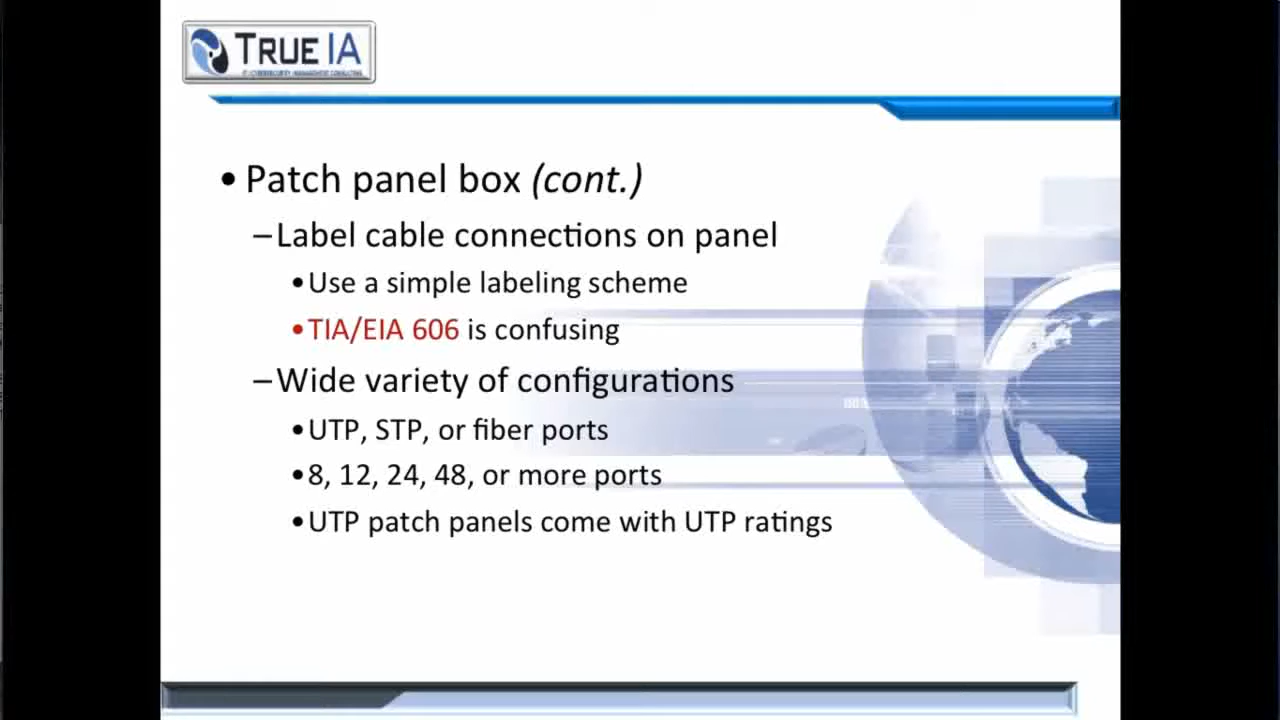 TRUE IA
• Patch panel box (cont.)
–Label cable connections on panel
•Use a simple labeling scheme
•TIA/EIA 606 is confusing
–Wide variety of configurations
•UTP, STP, or fiber ports
•8, 12, 24, 48, or more ports
•UTP patch panels come with UTP ratings